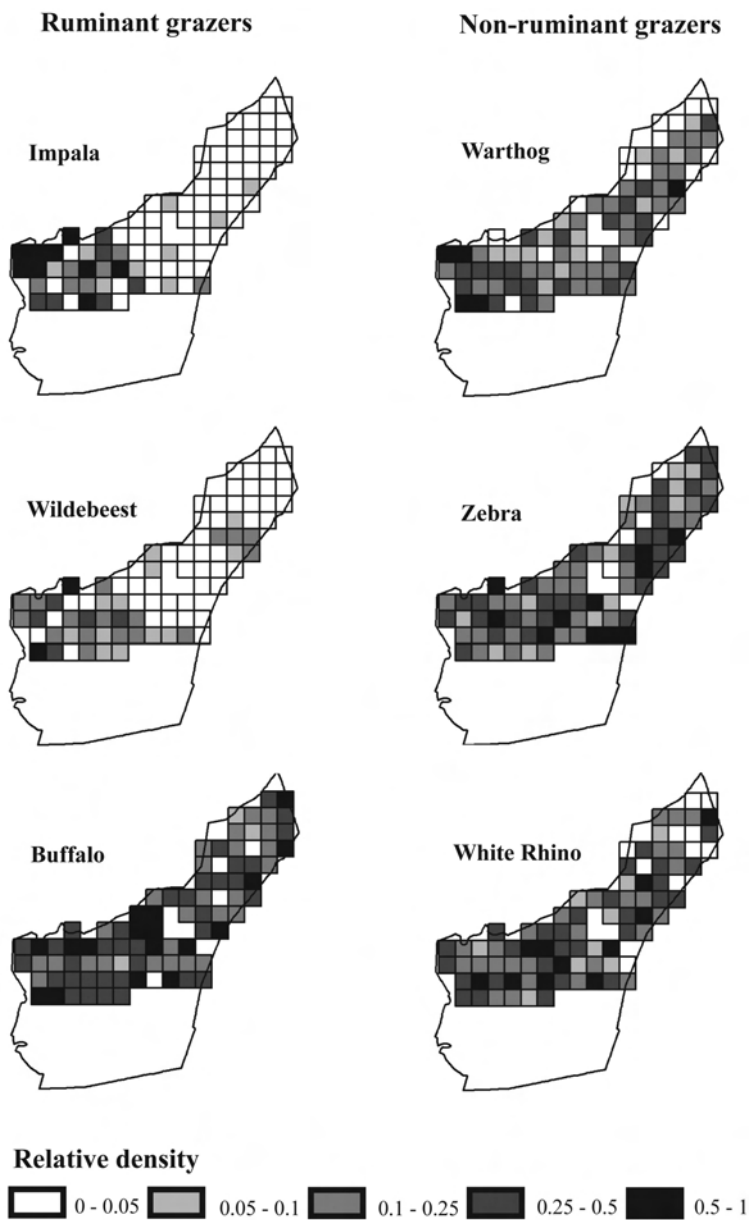 Ruminant grazers Non-ruminant grazers
Impala Warthog
Wildebeest Zebra
Buffalo White Rhino
Relative density
0 - 0.05 0.05 - 0.1 0.1 - 0.25 0.25 - 0.5 0.5 - 1